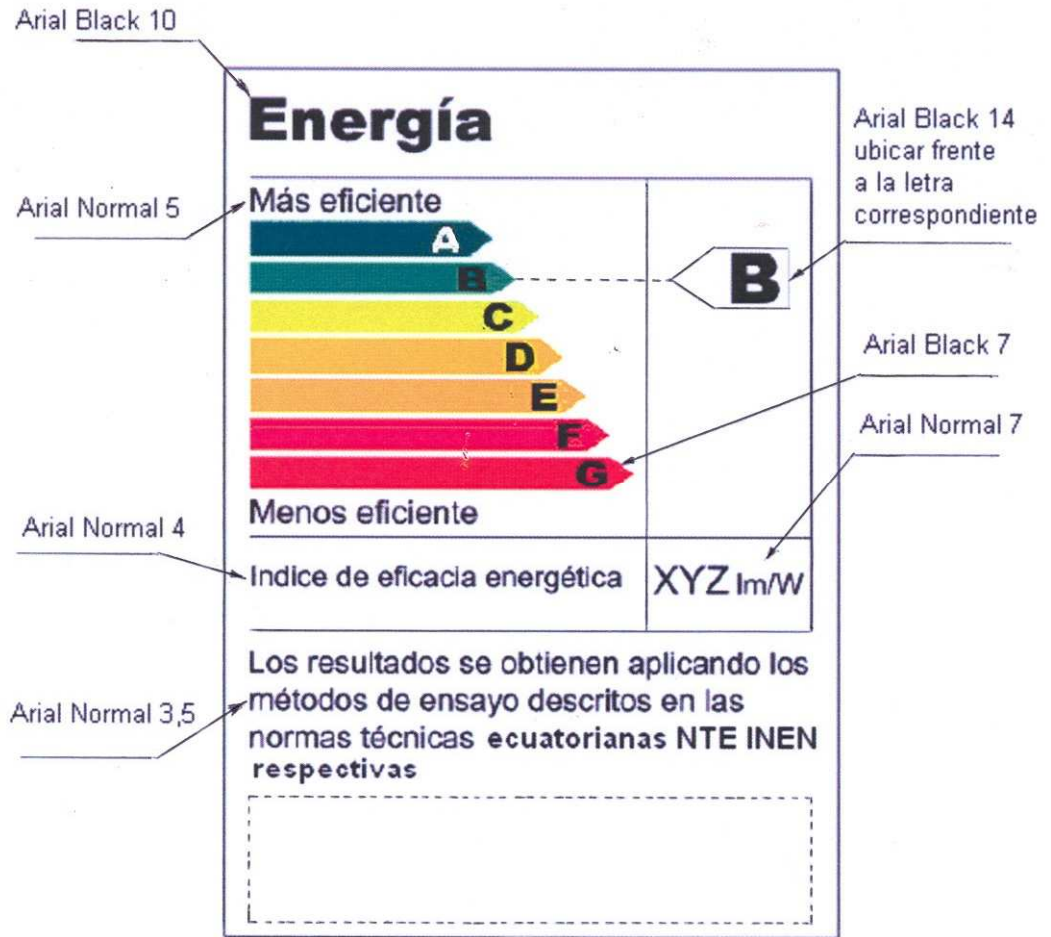 Arial Black 10
Energía
Arial Black 14
ubicar frente
a la letra
correspondiente
Arial Normal 5
Más eficiente
A
B
B
C
D
E
F
G
Arial Black 7
Arial Normal 7
Menos eficiente
Arial Normal 4
Indice de eficacia energética
XYZ lm/W
Los resultados se obtienen aplicando los
métodos de ensayo descritos en las
normas técnicas ecuatorianas NTE INEN
respectivas
Arial Normal 3,5